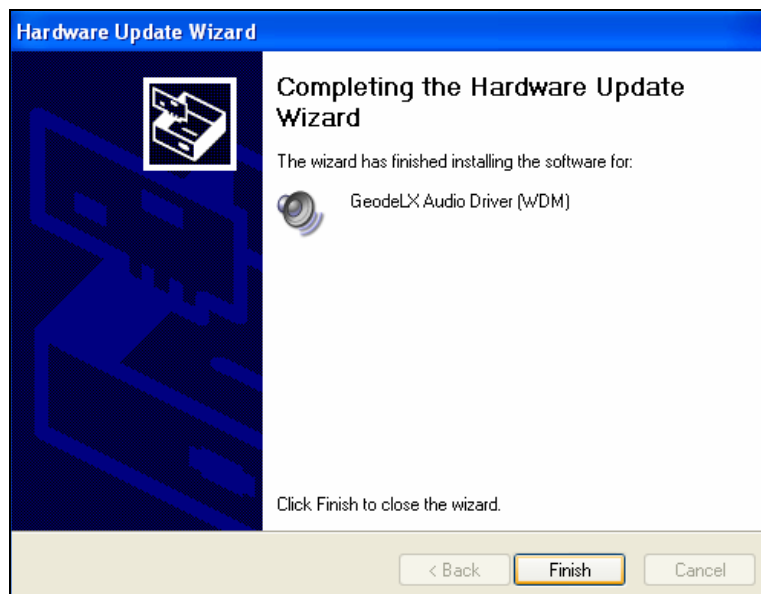 Hardware Update Wizard
Completing the Hardware Update
Wizard
The wizard has finished installing the software for:
GeodeLX Audio Driver (WDM)
Click Finish to close the wizard.
< Back Finish Cancel